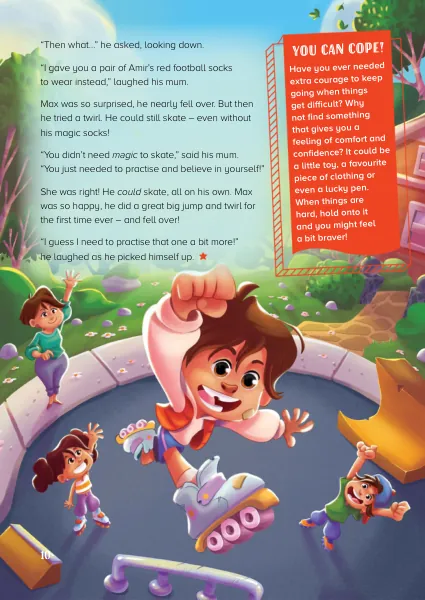 “Then what...” he asked, looking down.
“I gave you a pair of Amir’s red football socks
to wear instead,” laughed his mum.
Max was so surprised, he nearly fell over. But then
he tried a twirl. He could still skate – even without
his magic socks!
“You didn’t need magic to skate,” said his mum.
“You just needed to practise and believe in yourself!”
She was right! He could skate, all on his own. Max
was so happy, he did a great big jump and twirl for
the first time ever – and fell over!
“I guess I need to practise that one a bit more!”
he laughed as he picked himself up.
YOU CAN COPE!
Have you ever needed
extra courage to keep
going when things
get difficult? Why
not find something
that gives you a
feeling of comfort and
confidence? It could be
a little toy, a favourite
piece of clothing or
even a lucky pen.
When things are
hard, hold onto it
and you might feel
a bit braver!
10